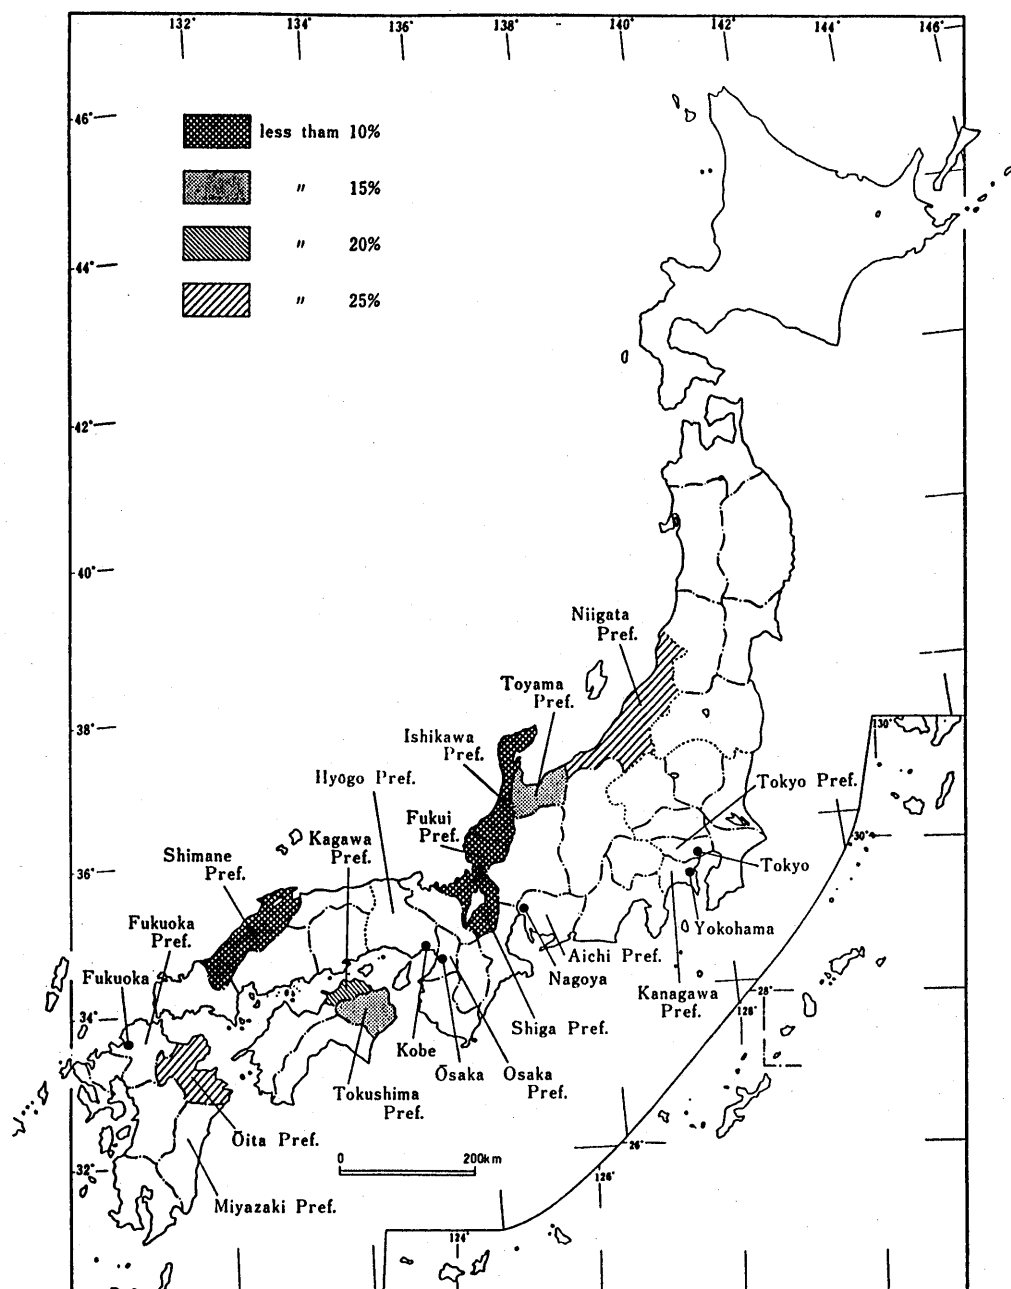 132° 134° 136° 138° 140° 142° 144° 146°
46°
less tham 10%
〃 15%
〃 20%
〃 25%
44°
42°
40°
Niigata
Pref.
Toyama
Pref.
38°
Ishikawa
Pref.
Hyōgo Pref.
Tokyo Pref.
Fukui
Pref.
Kagawa
Pref.
Shimane
Pref.
36°
Tokyo
Fukuoka
Pref.
Yokohama
Aichi Pref.
Nagoya
Fukuoka
Kanagawa
Pref.
Shiga Pref.
34°
Kobe
Ōsaka
Osaka
Pref.
Tokushima
Pref.
Ōita Pref.
0 200km
32°
Miyazaki Pref.
130°
30°
28°
128°
26°
126°
124°